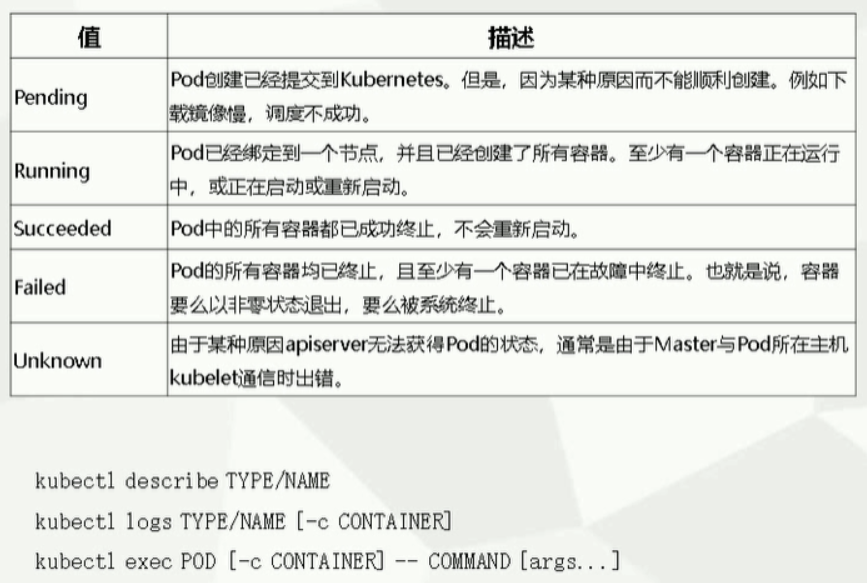 值 描述
Pending
Pod创建已经提交到Kubernetes。但是，因为某种原因而不能顺利创建。例如下
载镜像慢，调度不成功。
Running
Pod已经绑定到一个节点，并且已经创建了所有容器。至少有一个容器正在运行
中，或正在启动或重新启动。
Succeeded
Pod中的所有容器都已成功终止，不会重新启动。
Failed
Pod的所有容器均已终止，且至少有一个容器已在故障中终止。也就是说，容器
要么以非零状态退出，要么被系统终止。
Unknown
由于某种原因apiserver无法获得Pod的状态，通常是由于Master与Pod所在主机
kubelet通信时出错。
kubectl describe TYPE/NAME
kubectl logs TYPE/NAME [-c CONTAINER]
kubectl exec POD [-c CONTAINER] -- COMMAND [args...]